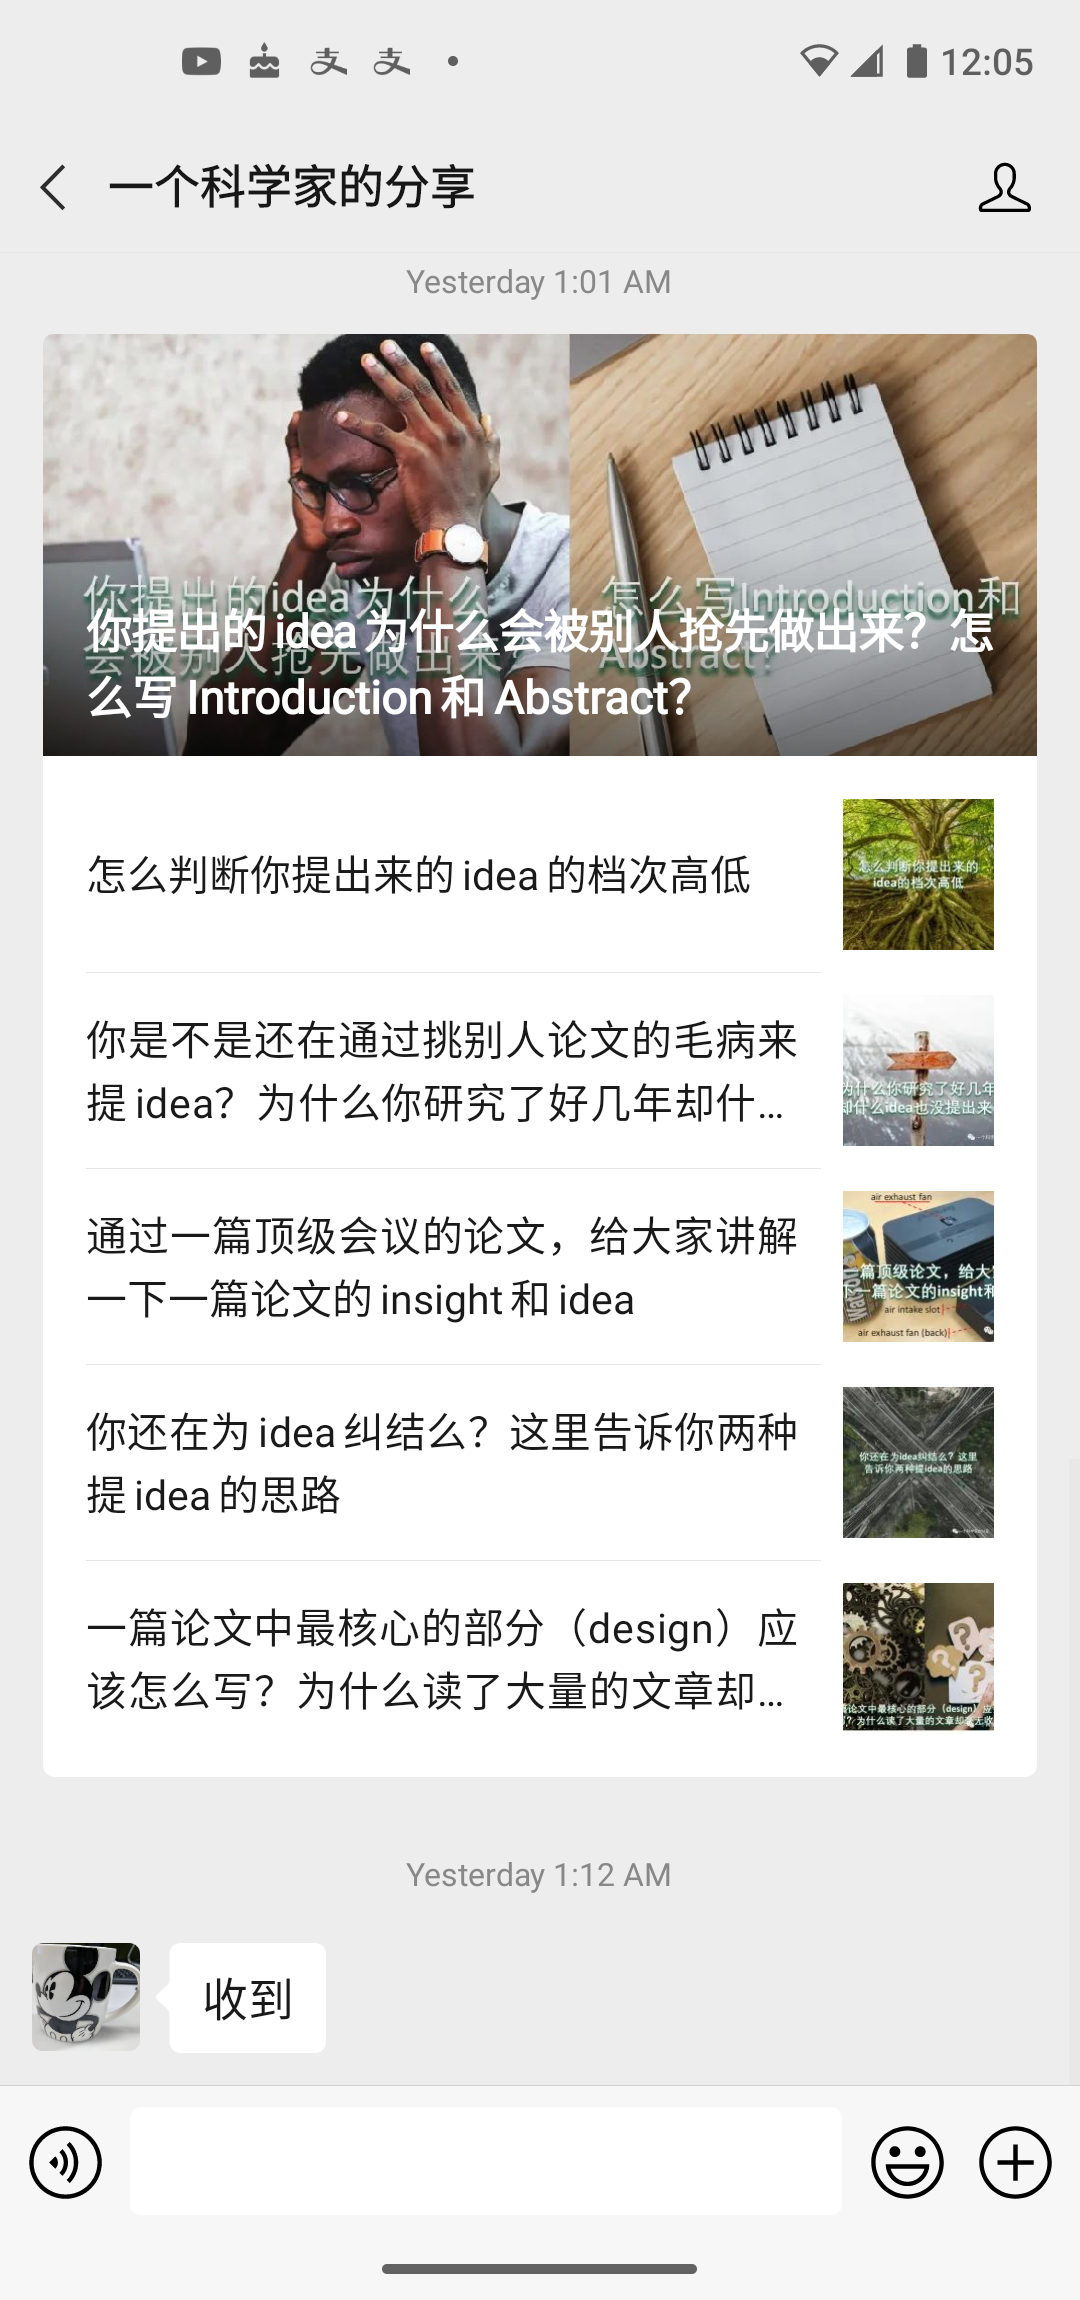 12:05
一个科学家的分享
Yesterday 1:01 AM
你提出的idea为什么
会被别人抢先做出来
怎么写Introduction和
Abstract?
你提出的 idea 为什么会被别人抢先做出来？怎
么写 Introduction 和 Abstract？
怎么判断你提出来的 idea 的档次高低
怎么判断你提出来的
idea的档次高低
你是不是还在通过挑别人论文的毛病来
提 idea？为什么你研究了好几年却什...
为什么你研究了好几年
却什么idea也没提出来
通过一篇顶级会议的论文，给大家讲解
一下一篇论文的 insight 和 idea
air exhaust fan
篇顶级论文，给大
下一篇论文的insight和
air intake slot
air exhaust fan (back)
你还在为 idea 纠结么？这里告诉你两种
提 idea 的思路
你还在为idea纠结么？这里
告诉你两种提idea的思路
一篇论文中最核心的部分（design）应
该怎么写？为什么读了大量的文章却...
论文中最核心的部分（design）应
？为什么读了大量的文章却毫无收
Yesterday 1:12 AM
收到